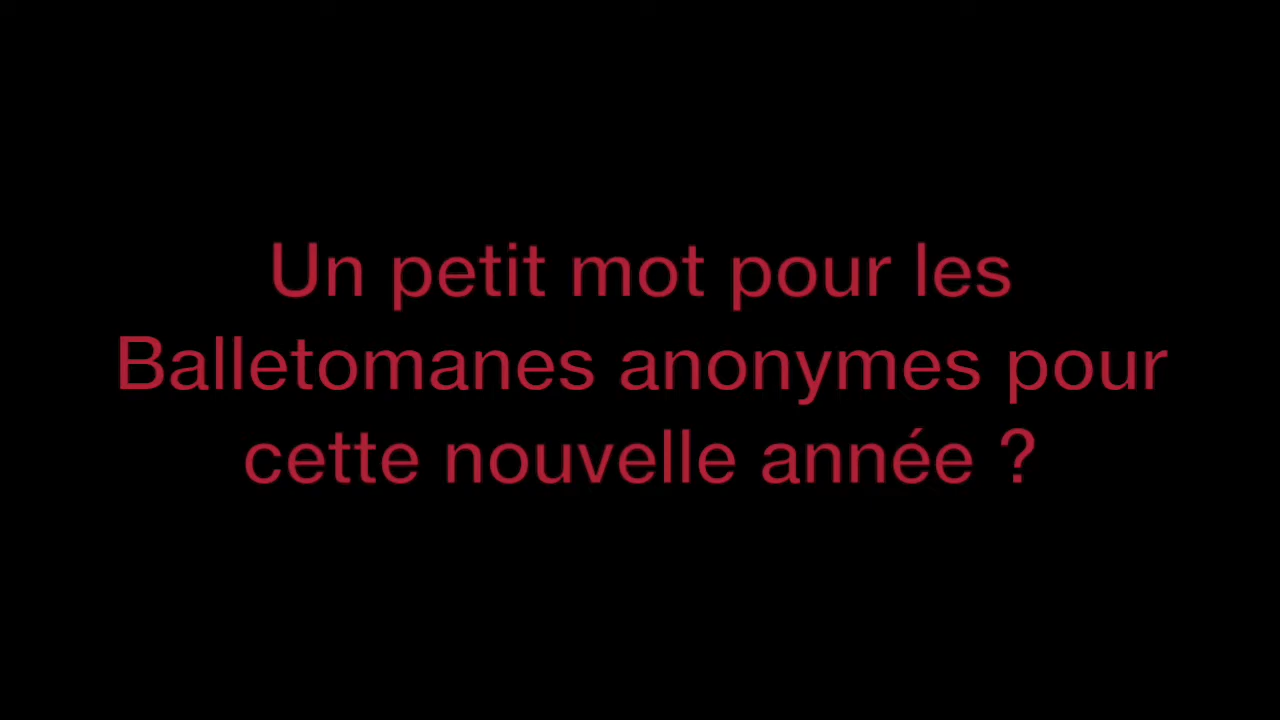 Un petit mot pour les
Balletomanes anonymes pour
cette nouvelle année ?